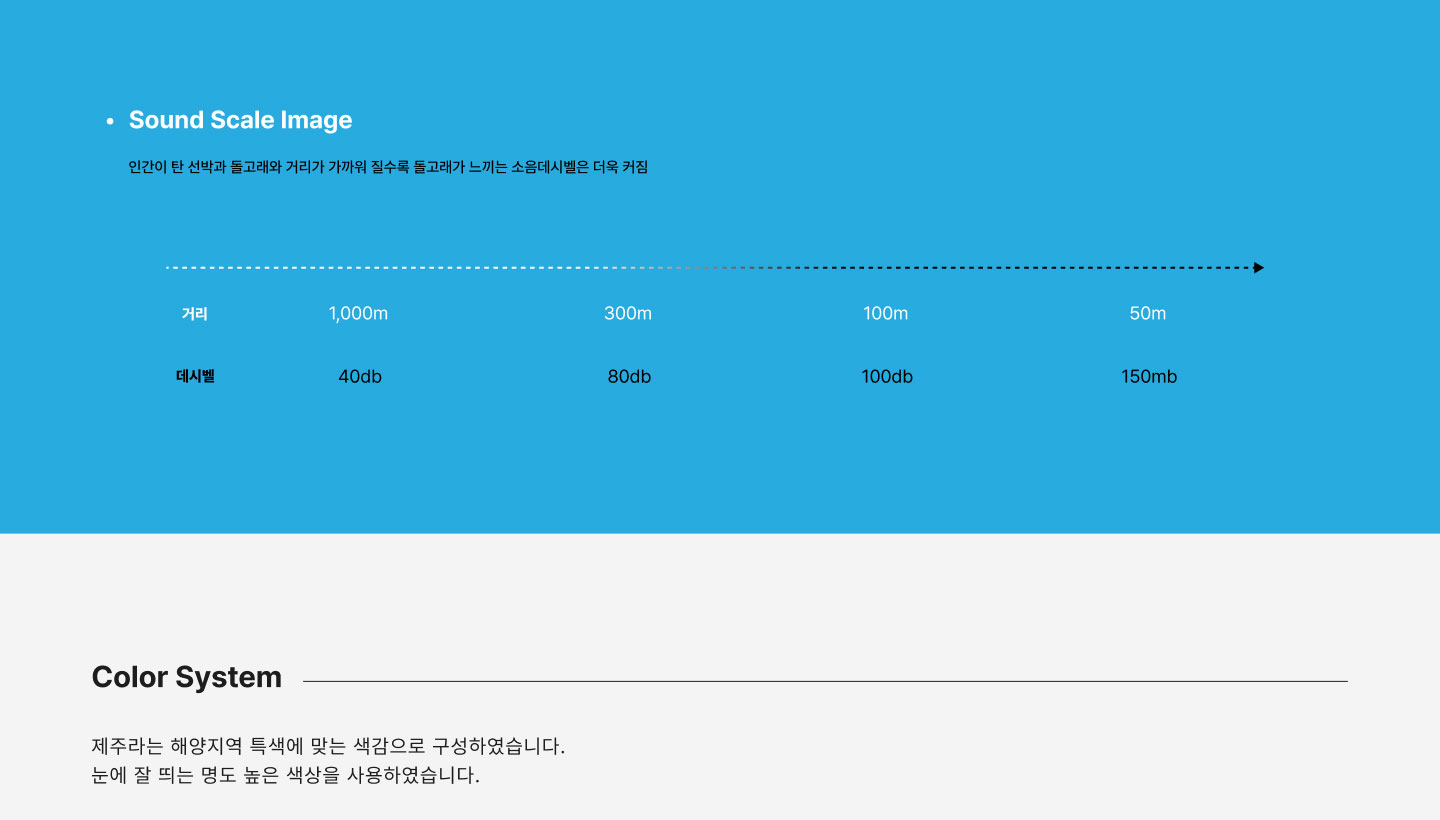 Sound Scale Image
인간이 탄 선박과 돌고래와 거리가 가까워 질수록 돌고래가 느끼는 소음데시벨은 더욱 커짐
거리 1,000m 300m 100m 50m
데시벨 40db 80db 100db 150mb
Color System
제주라는 해양지역 특색에 맞는 색감으로 구성하였습니다.
눈에 잘 띄는 명도 높은 색상을 사용하였습니다.